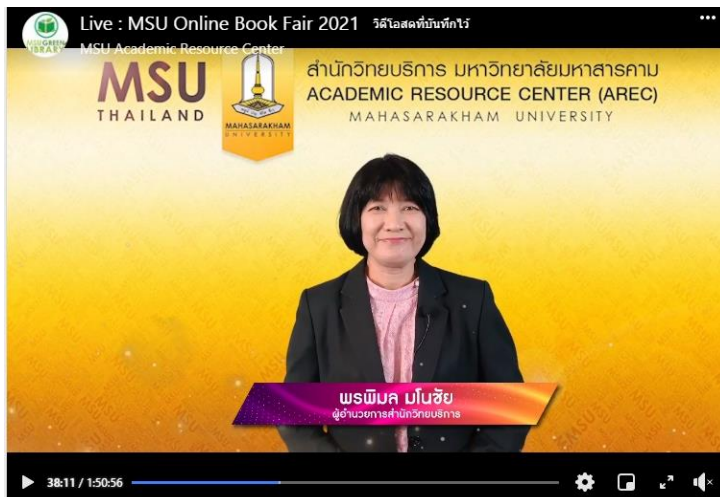 Live : MSU Online Book Fair 2021 วิดีโอสดที่บันทึกไว้
MSU Academic Resource Center
MSUGREEN
LIBRARY
MSU
THAILAND
MAHASARAKHAM
UNIVERSITY
สำนักวิทยบริการ มหาวิทยาลัยมหาสารคาม
ACADEMIC RESOURCE CENTER (AREC)
MAHASARAKHAM UNIVERSITY
พรพิมล มโนชัย
ผู้อำนวยการสำนักวิทยบริการ
38:11 / 1:50:56